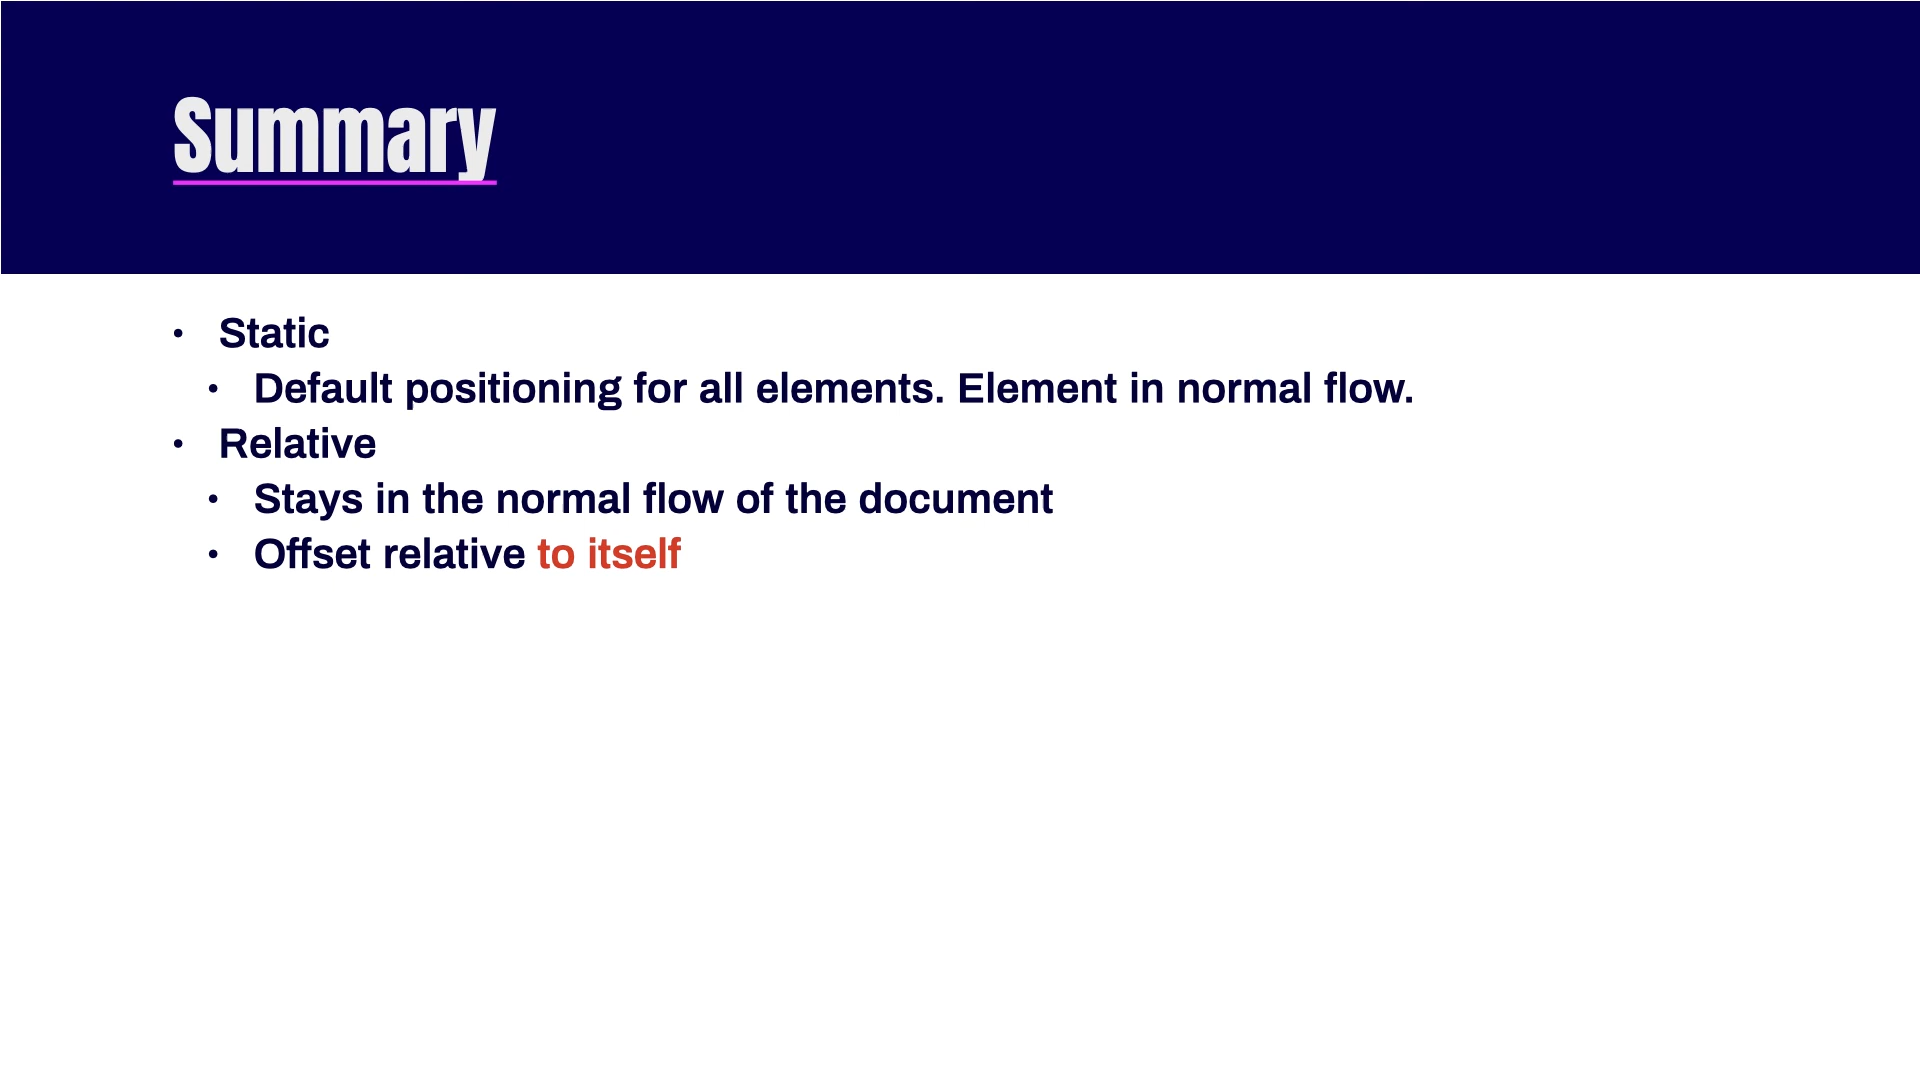 Summary
• Static
• Default positioning for all elements. Element in normal flow.
• Relative
• Stays in the normal flow of the document
• Offset relative to itself